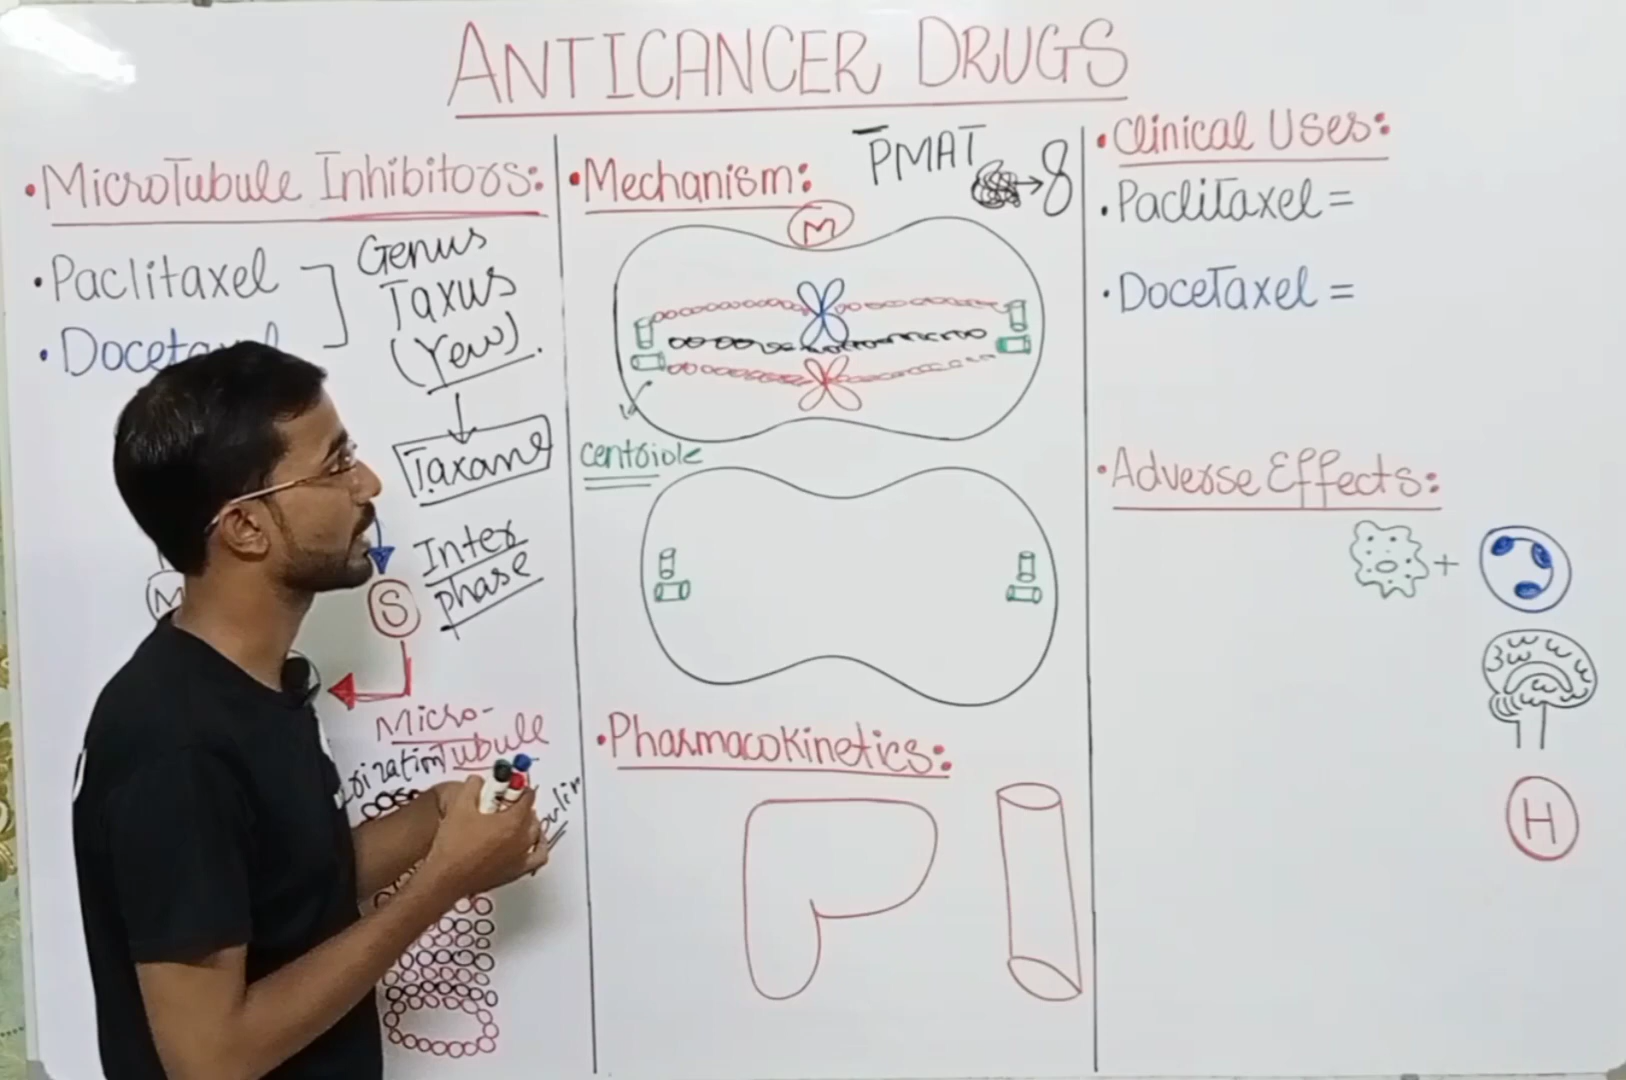 ANTICANCER DRUGS
• MicroTubule Inhibitors:
• Paclitaxel
• Docetaxel
Genus
Taxus
(Yew).
Taxane
Inter
phase
M
S
Micro-
Tubule
• Mechanism:
PMAT
M
centriole
• Pharmacokinetics:
• Clinical Uses:
• Paclitaxel =
• Docetaxel =
• Adverse Effects:
+
H